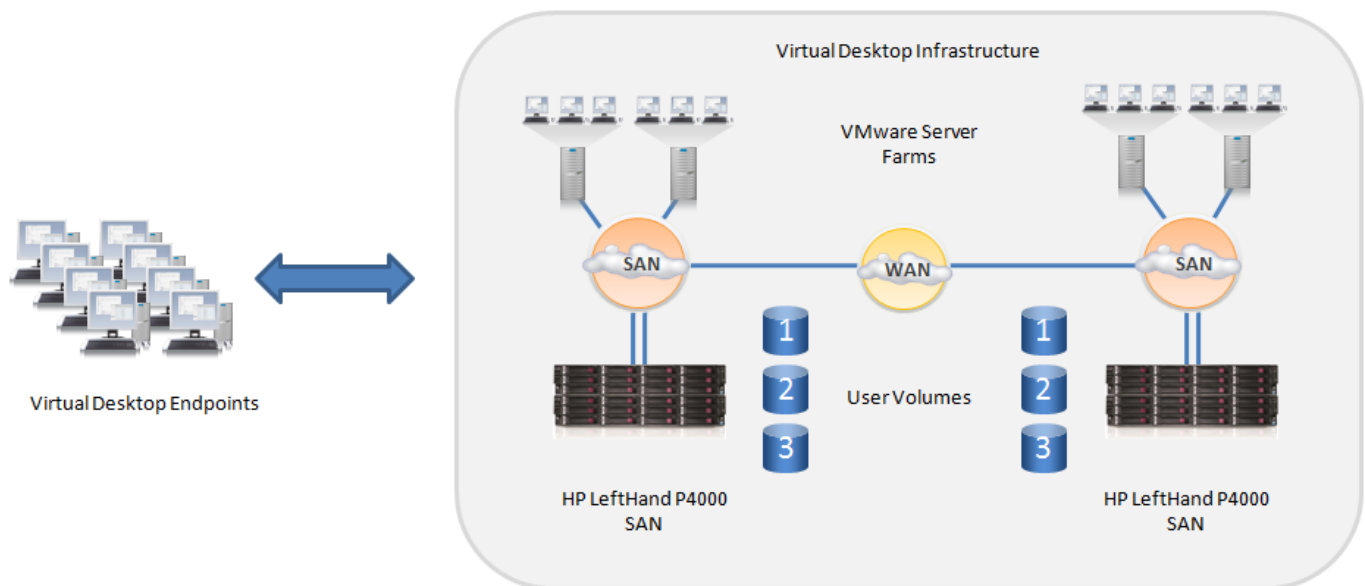 Virtual Desktop Infrastructure
VMware Server
Farms
SAN
WAN
SAN
1
1
2
User Volumes
2
3
3
Virtual Desktop Endpoints
HP LeftHand P4000
SAN
HP LeftHand P4000
SAN